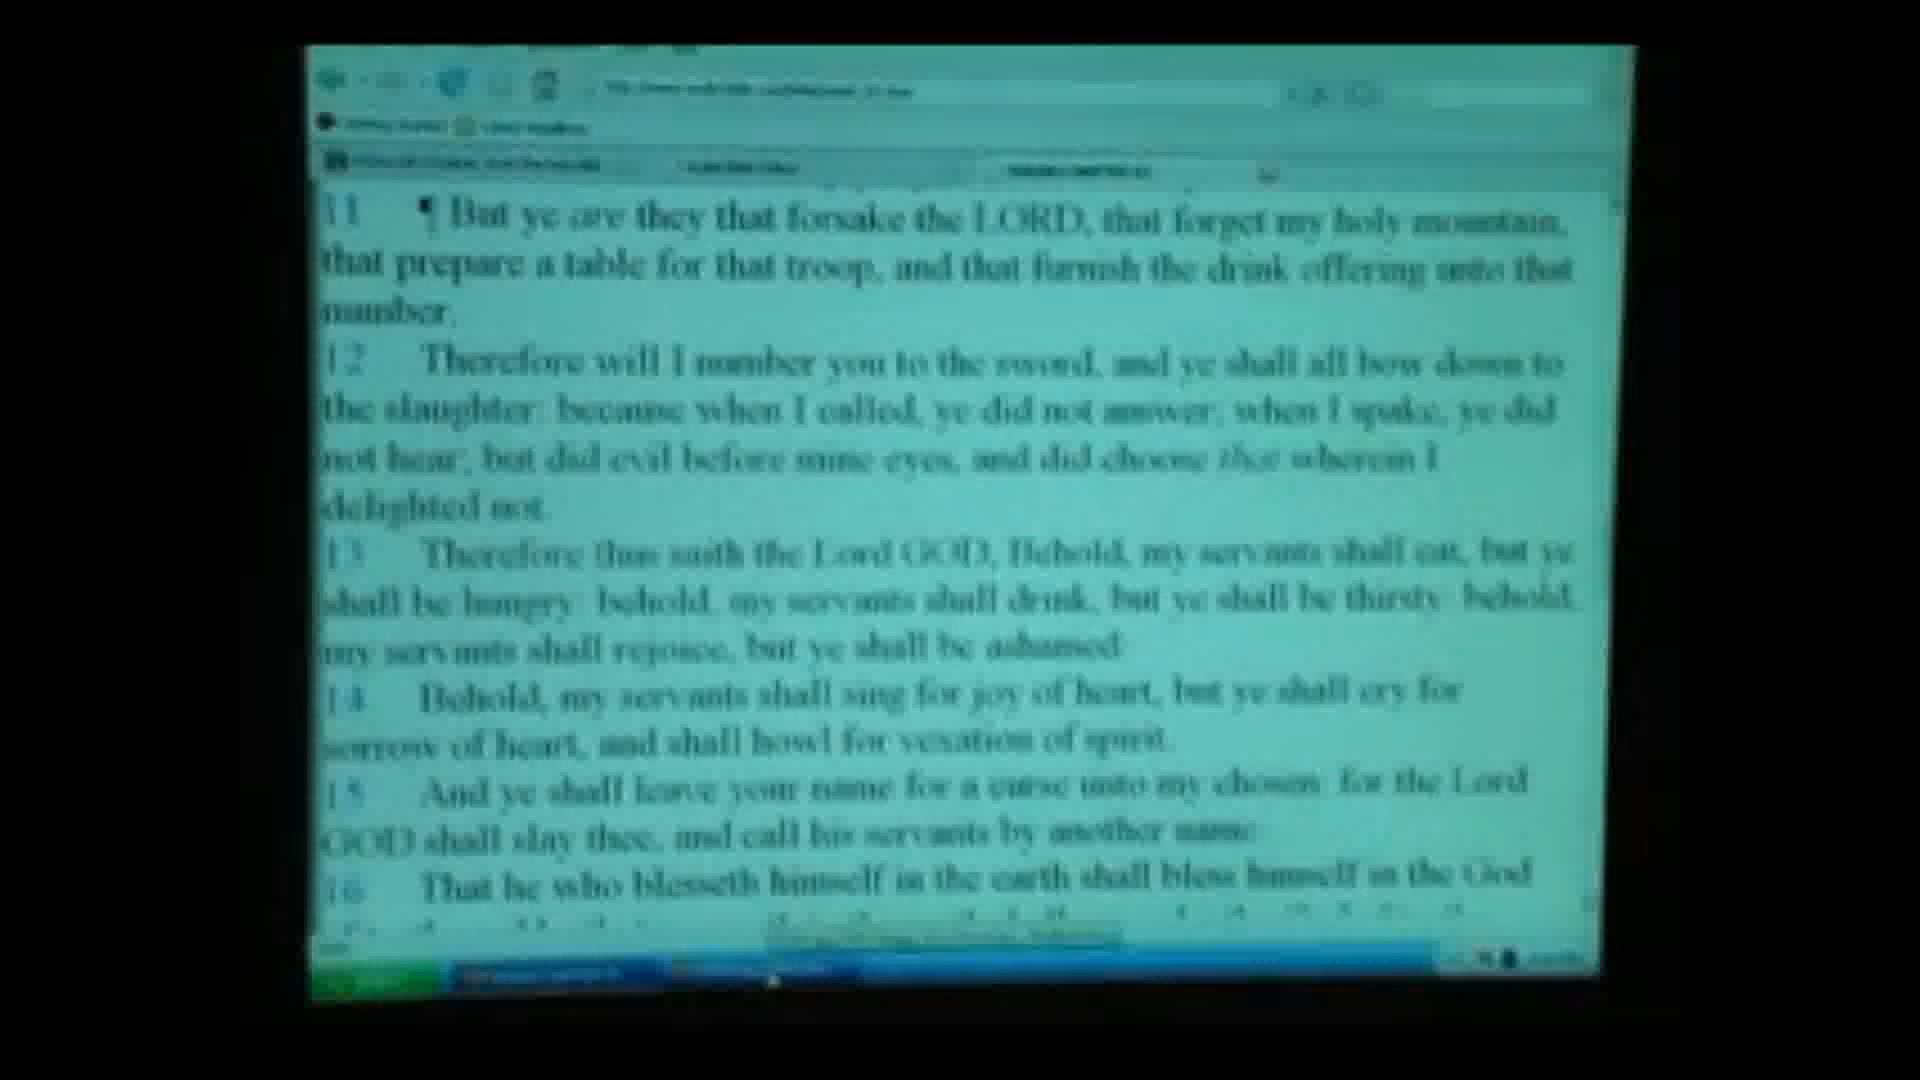 11 ¶ But ye are they that forsake the LORD, that forget my holy mountain,
that prepare a table for that troop, and that furnish the drink offering unto that
number.
12 Therefore will I number you to the sword, and ye shall all bow down to
the slaughter: because when I called, ye did not answer; when I spake, ye did
not hear; but did evil before mine eyes, and did choose that wherein I
delighted not.
13 Therefore thus saith the Lord GOD, Behold, my servants shall eat, but ye
shall be hungry: behold, my servants shall drink, but ye shall be thirsty: behold,
my servants shall rejoice, but ye shall be ashamed:
14 Behold, my servants shall sing for joy of heart, but ye shall cry for
sorrow of heart, and shall howl for vexation of spirit.
15 And ye shall leave your name for a curse unto my chosen: for the Lord
GOD shall slay thee, and call his servants by another name:
16 That he who blesseth himself in the earth shall bless himself in the God